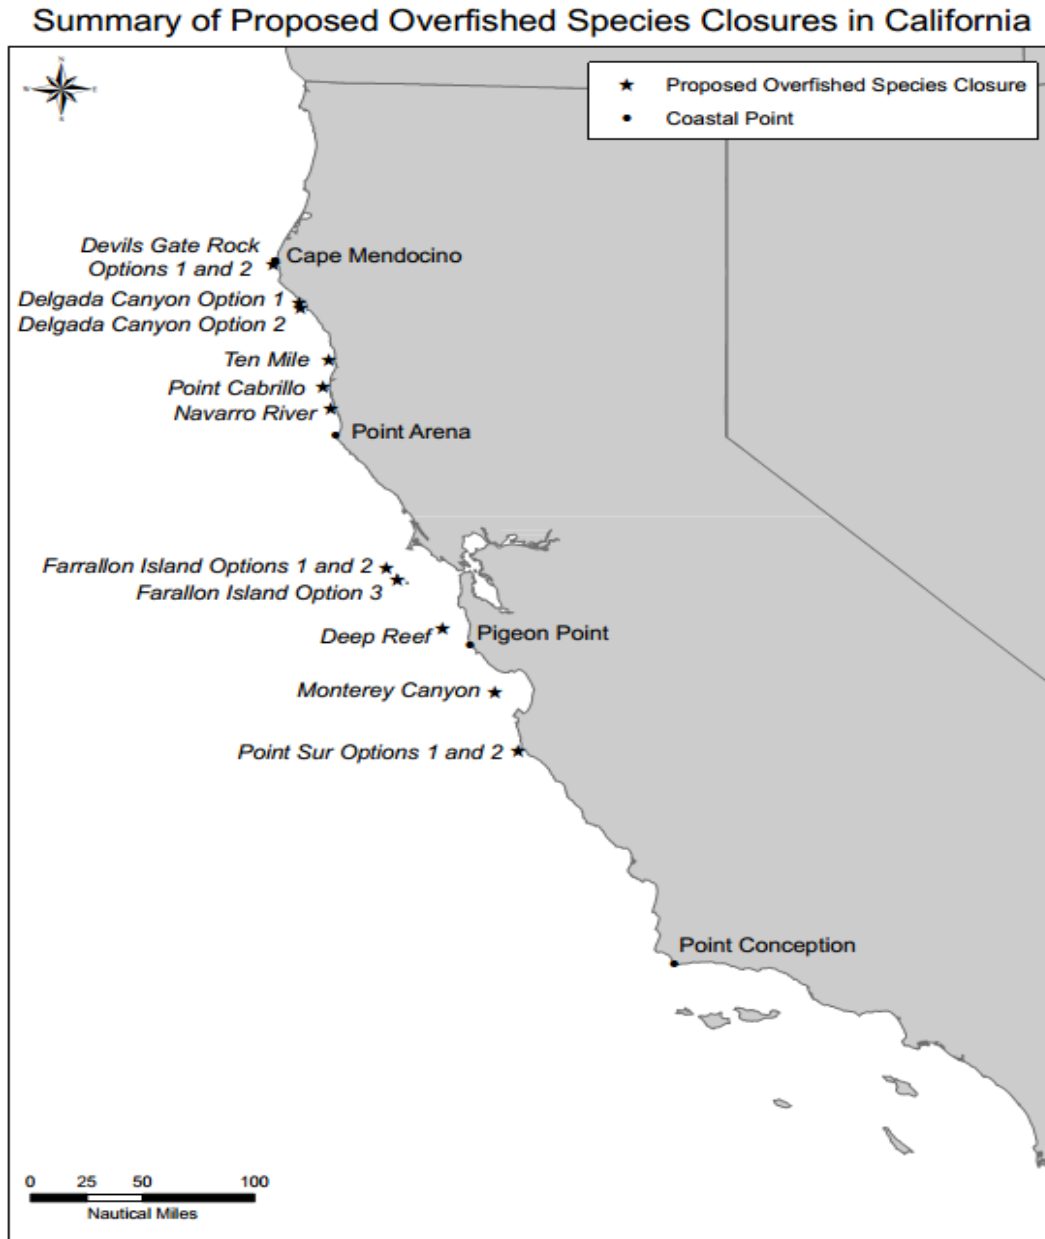 Summary of Proposed Overfished Species Closures in California
Proposed Overfished Species Closure
Coastal Point
Devils Gate Rock
Options 1 and 2
Cape Mendocino
Delgada Canyon Option 1
Delgada Canyon Option 2
Ten Mile
Point Cabrillo
Navarro River
Point Arena
Farrallon Island Options 1 and 2
Farallon Island Option 3
Deep Reef
Pigeon Point
Monterey Canyon
Point Sur Options 1 and 2
Point Conception
0 25 50 100
Nautical Miles